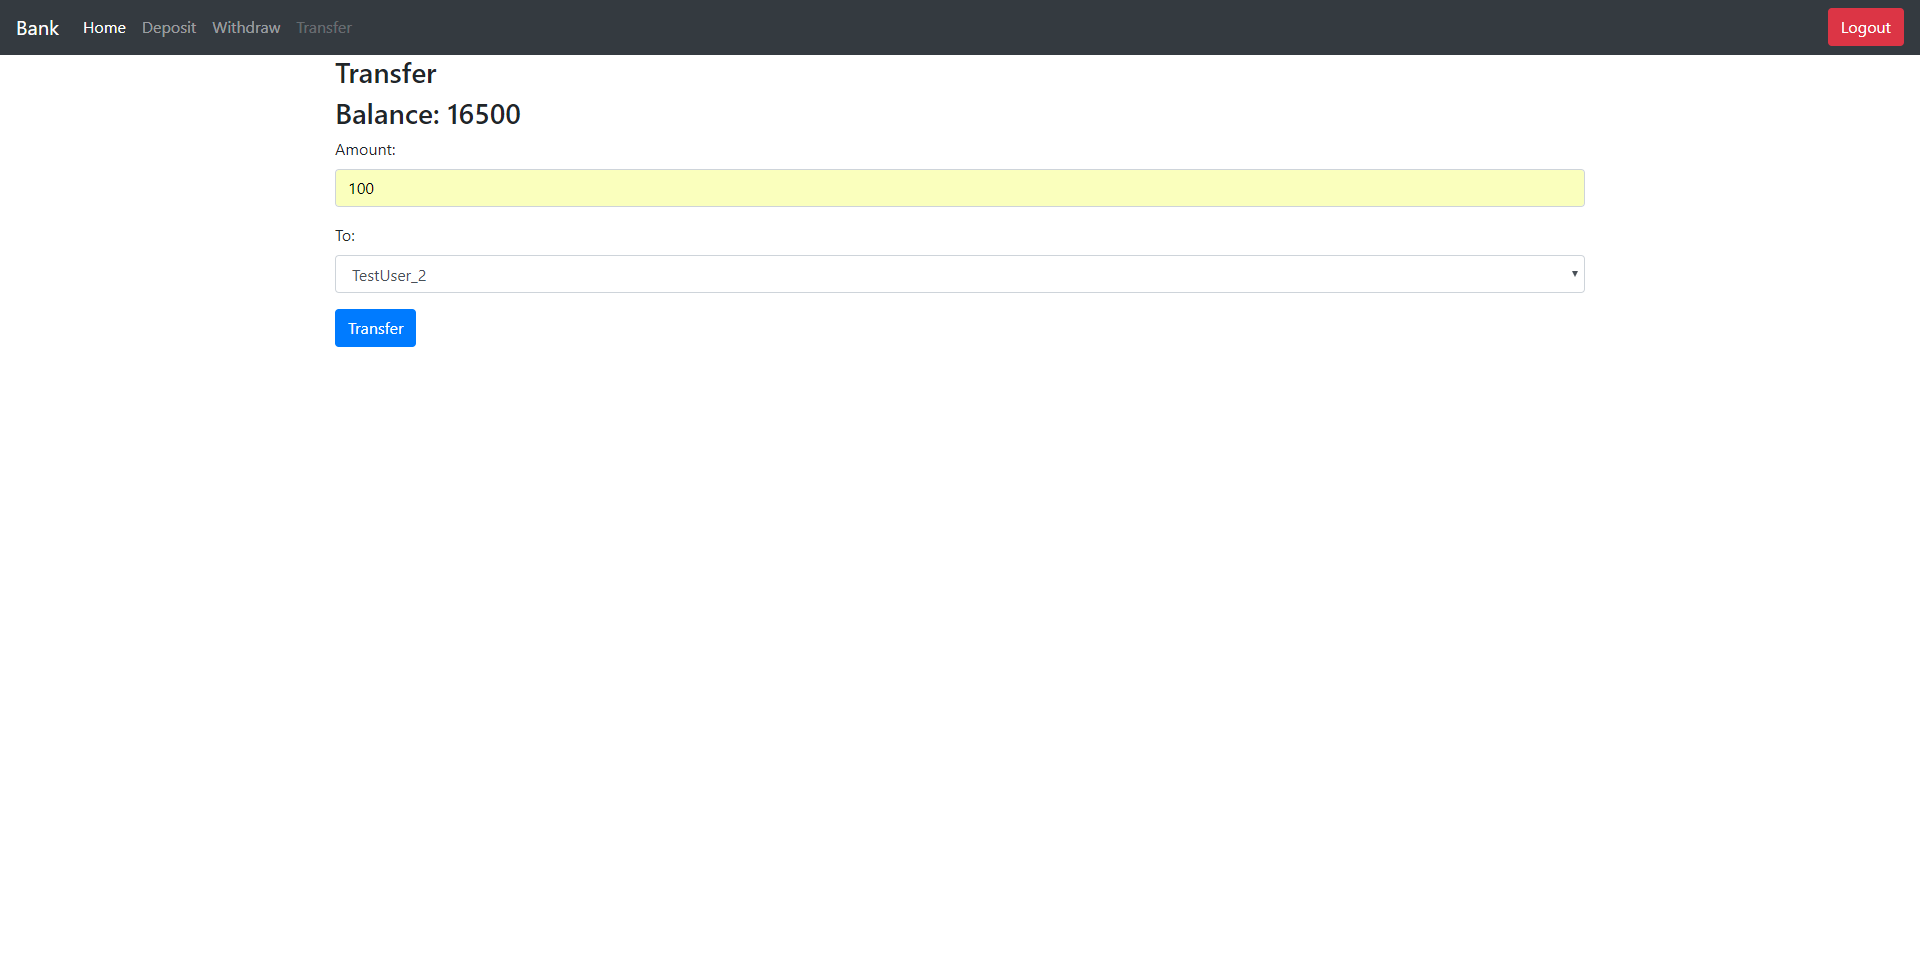 Bank Home Deposit Withdraw Transfer Logout
Transfer
Balance: 16500
Amount:
100
To:
TestUser_2
Transfer